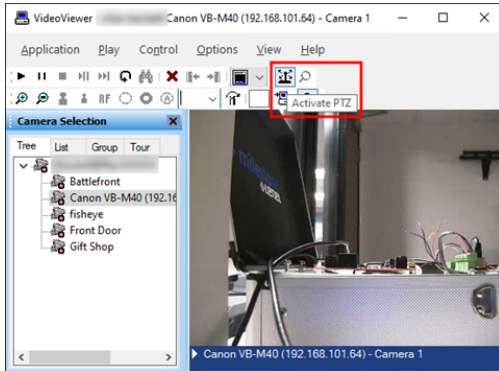 VideoViewer Canon VB-M40 (192.168.101.64) - Camera 1
Application Play Control Options View Help
AF A
Activate PTZ
Camera Selection
Tree List Group Tour
Battlefront
Canon VB-M40 (192.16
fisheye
Front Door
Gift Shop
milestone
Canon VB-M40 (192.168.101.64) - Camera 1